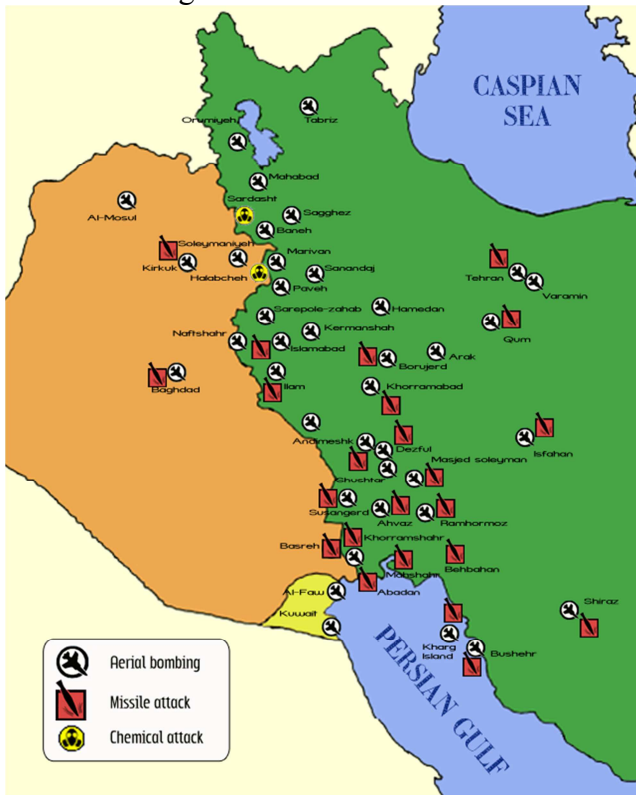 CASPIAN
SEA
Orumiyeh
Tabriz
Mahabad
Sardasht
Al-Mosul
Sagghez
Baneh
Soleymaniyeh
Marivan
Kirkuk
Halabcheh
Sanandaj
Tehran
Varamin
Paveh
Sarepole-zahab
Hamedan
Naftshahr
Kermanshah
Qum
Islamabad
Borujerd
Arak
Baghdad
Ilam
Khorramabad
Andimeshk
Dezful
Isfahan
Masjed soleyman
Shushtar
Susangerd
Ahvaz
Ramhormoz
Khorramshahr
Basreh
Mahshahr
Behbahan
Al-Faw
Abadan
Shiraz
Kuwait
Kharg
Island
Bushehr
PERSIAN GULF
Aerial bombing
Missile attack
Chemical attack